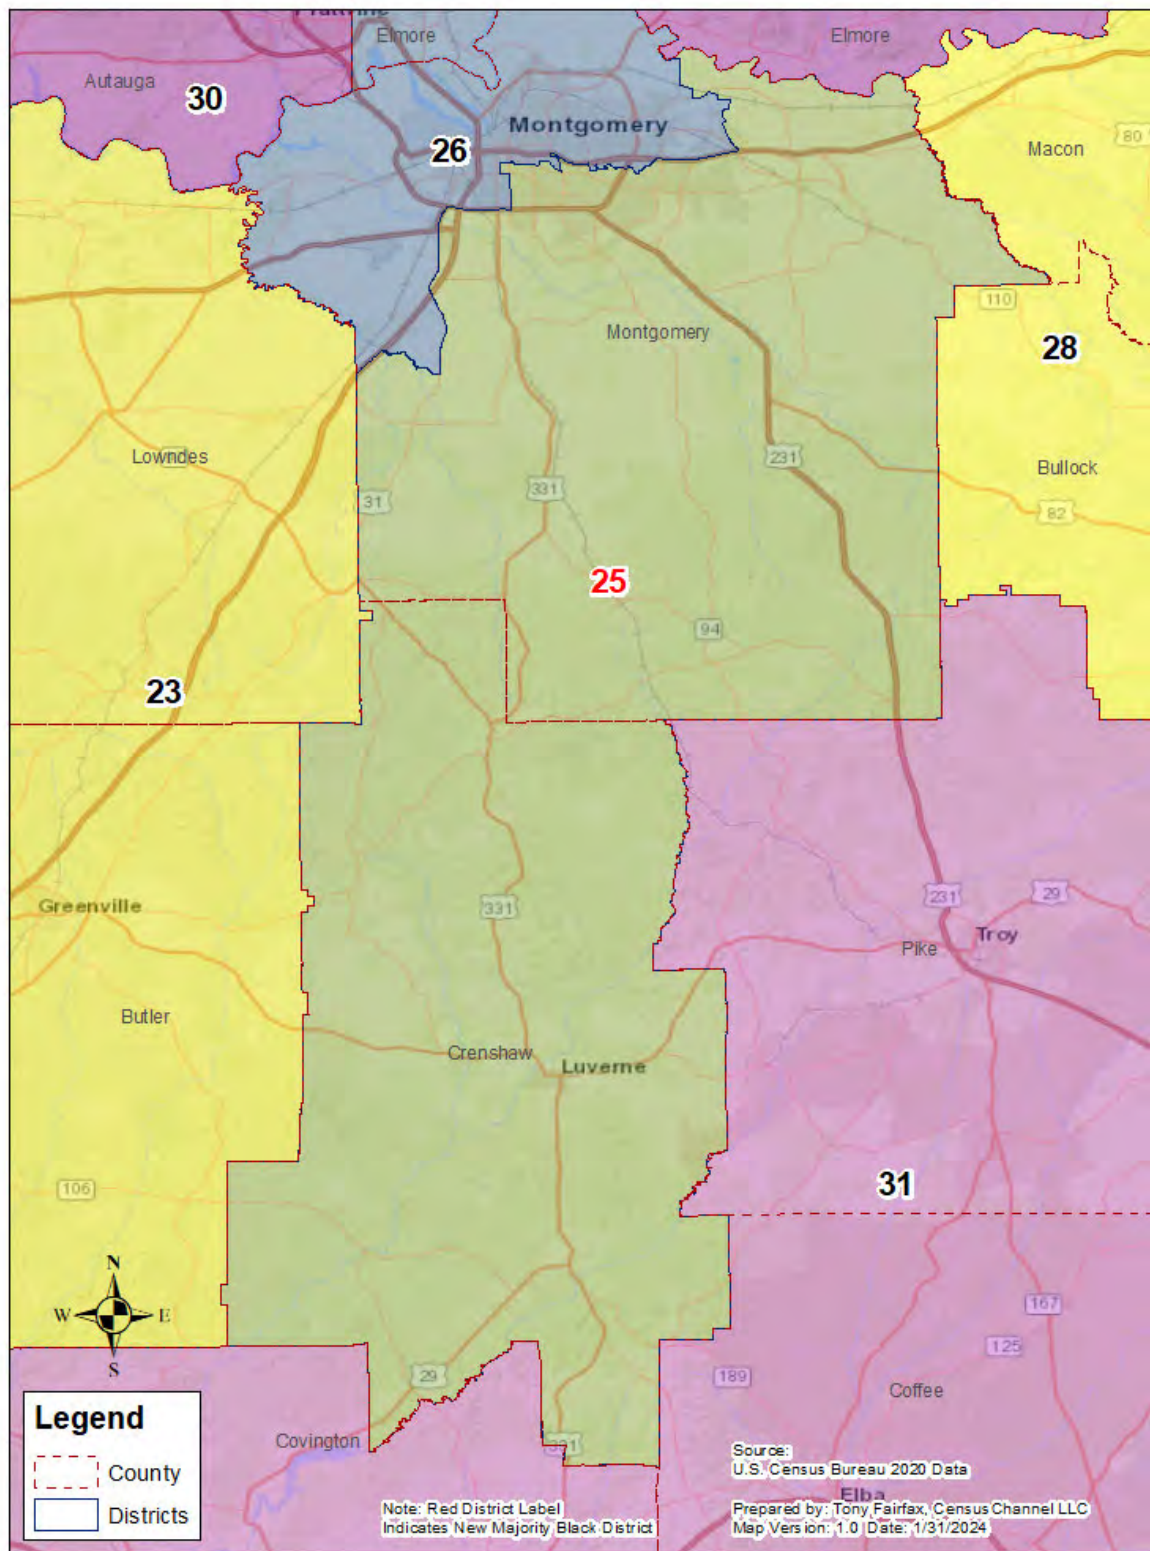 Prattville
Elmore
Elmore
Autauga
30
Montgomery
80
26
Macon
110
Montgomery
28
Lowndes
231
Bullock
331
31
82
25
94
23
Greenville
331
231
29
Troy
Pike
Butler
Crenshaw
Luverne
106
31
N
W
E
S
167
125
29
189
Coffee
Legend
County
Districts
Covington
331
Source:
U.S. Census Bureau 2020 Data
Elba
Note: Red District Label
Indicates New Majority Black District
Prepared by: Tony Fairfax, CensusChannel LLC
Map Version: 1.0 Date: 1/31/2024